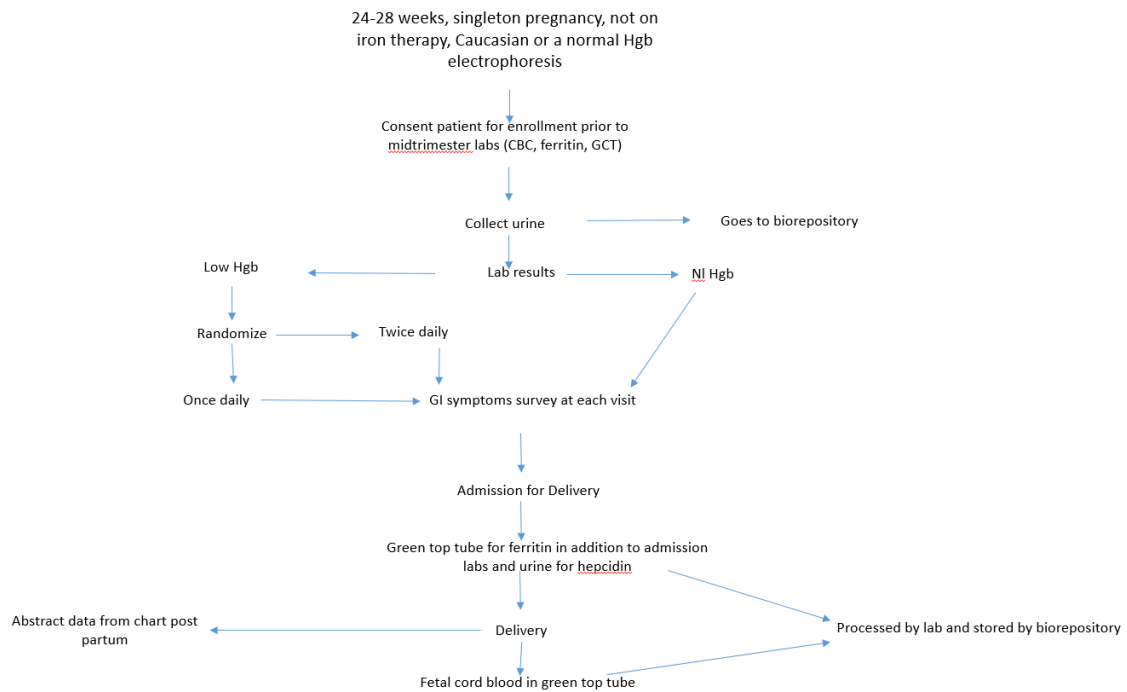 24-28 weeks, singleton pregnancy, not on
iron therapy, Caucasian or a normal Hgb
electrophoresis
Consent patient for enrollment prior to
midtrimester labs (CBC, ferritin, GCT)
Collect urine
Goes to biorepository
Low Hgb
Lab results
Nl Hgb
Randomize
Twice daily
Once daily
GI symptoms survey at each visit
Admission for Delivery
Green top tube for ferritin in addition to admission
labs and urine for hepcidin
Abstract data from chart post
partum
Delivery
Processed by lab and stored by biorepository
Fetal cord blood in green top tube